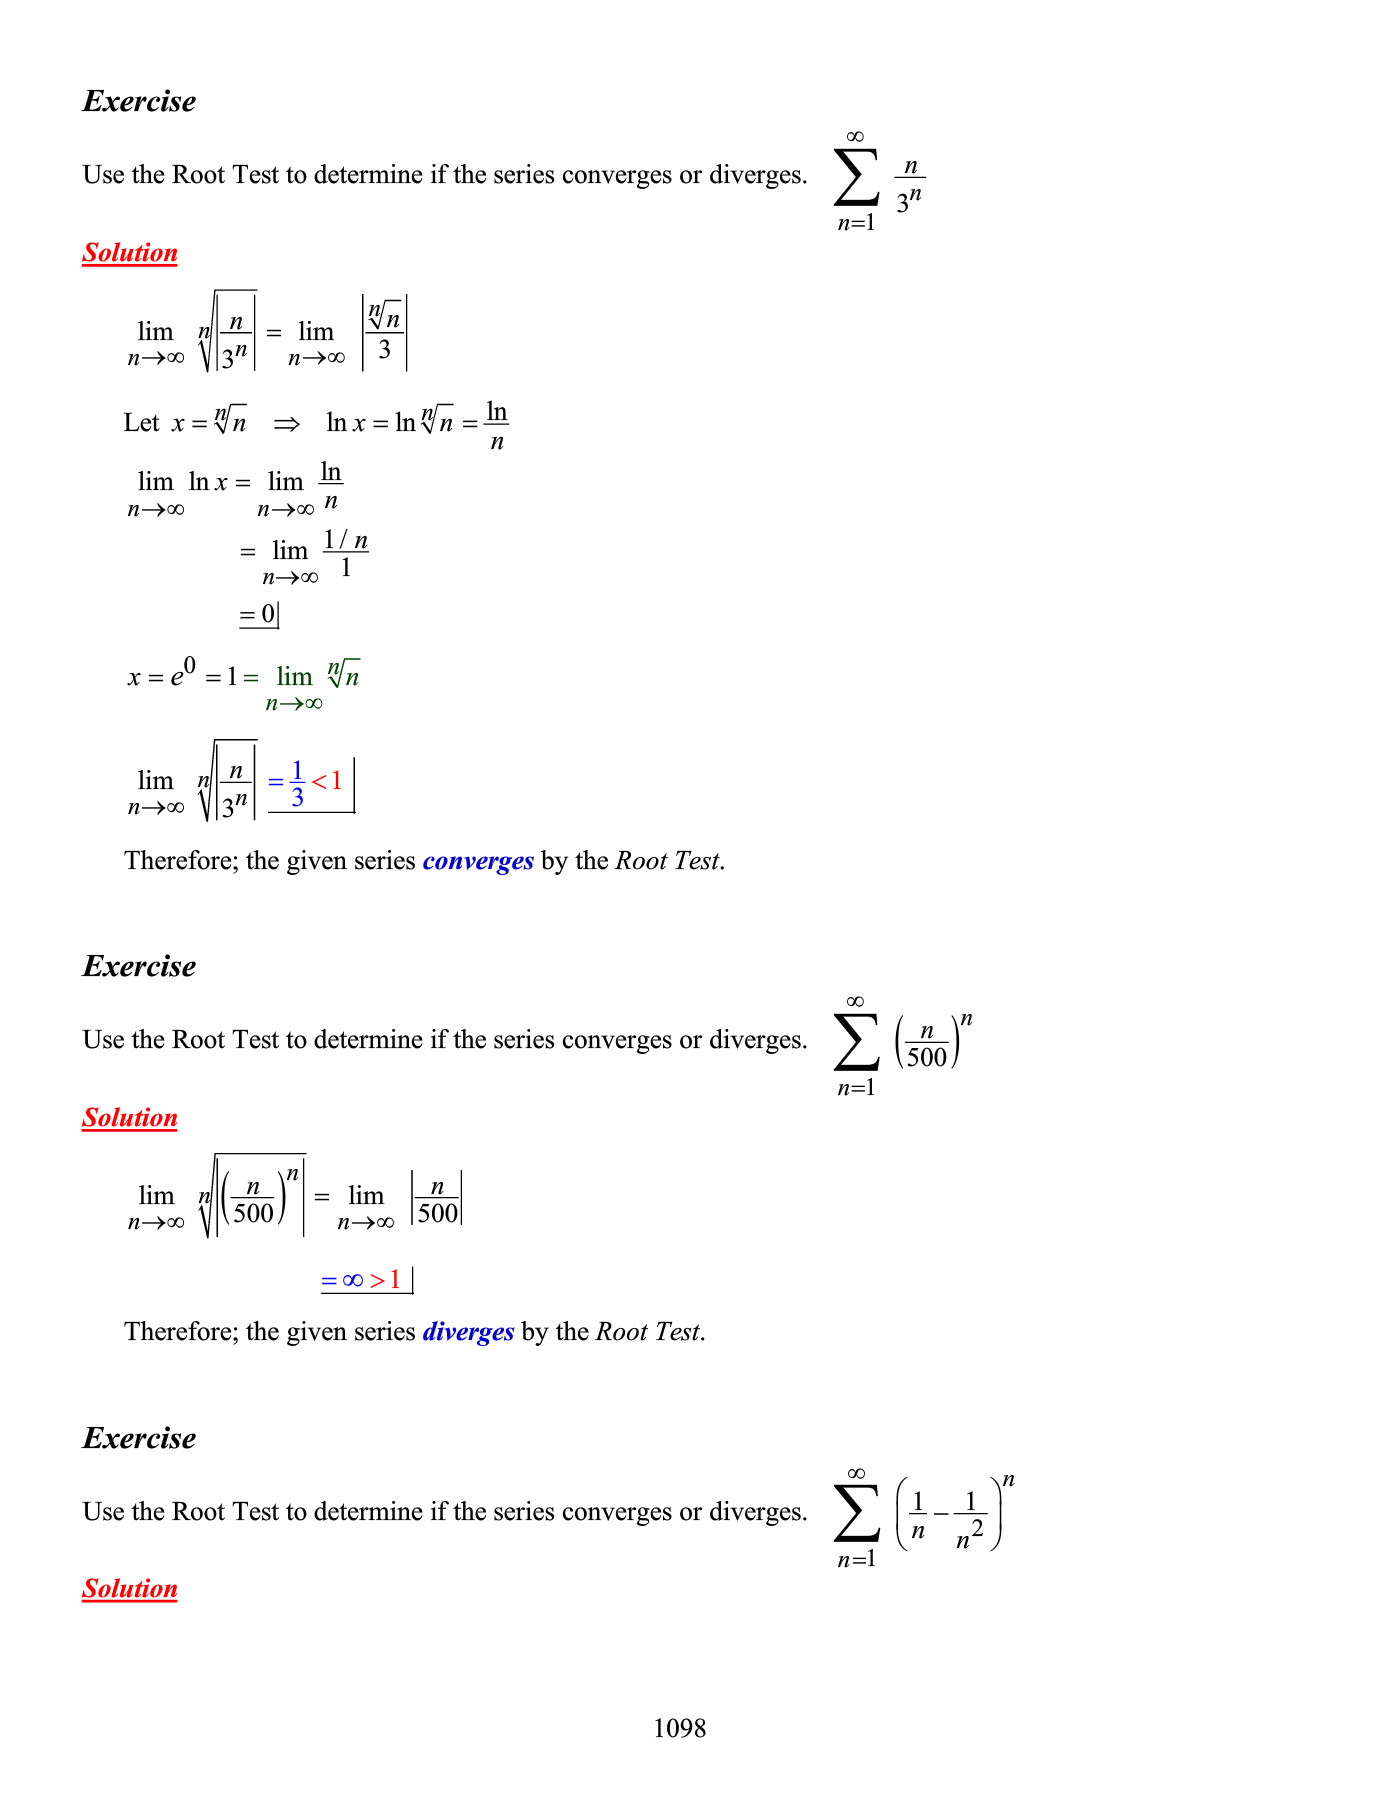 Exercise
Use the Root Test to determine if the series converges or diverges. \sum_{n=1}^{\infty} \frac{n}{3^n}
Solution
\lim_{n \to \infty} \sqrt[n]{\left| \frac{n}{3^n} \right|} = \lim_{n \to \infty} \left| \frac{\sqrt[n]{n}}{3} \right|
Let x = \sqrt[n]{n} ⇒ \ln x = \ln \sqrt[n]{n} = \frac{\ln}{n}
\lim_{n \to \infty} \ln x = \lim_{n \to \infty} \frac{\ln}{n}
= \lim_{n \to \infty} \frac{1/n}{1}
= 0|
x = e^0 = 1 = \lim_{n \to \infty} \sqrt[n]{n}
\lim_{n \to \infty} \sqrt[n]{\left| \frac{n}{3^n} \right|} = \frac{1}{3} < 1 |
Therefore; the given series converges by the Root Test.
Exercise
Use the Root Test to determine if the series converges or diverges. \sum_{n=1}^{\infty} \left( \frac{n}{500} \right)^n
Solution
\lim_{n \to \infty} \sqrt[n]{\left| \left( \frac{n}{500} \right)^n \right|} = \lim_{n \to \infty} \left| \frac{n}{500} \right|
= ∞ > 1 |
Therefore; the given series diverges by the Root Test.
Exercise
Use the Root Test to determine if the series converges or diverges. \sum_{n=1}^{\infty} \left( \frac{1}{n} - \frac{1}{n^2} \right)^n
Solution
1098